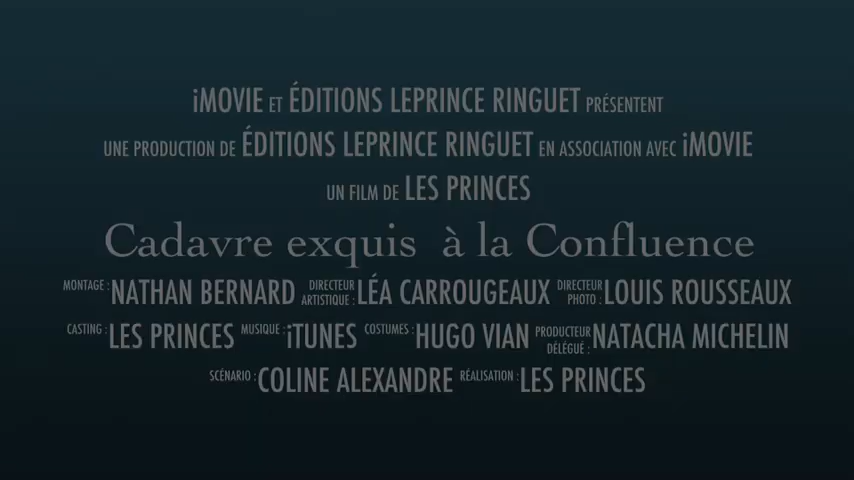 iMOVIE ET ÉDITIONS LEPRINCE RINGUET PRÉSENTENT
UNE PRODUCTION DE ÉDITIONS LEPRINCE RINGUET EN ASSOCIATION AVEC iMOVIE
UN FILM DE LES PRINCES
Cadavre exquis à la Confluence
MONTAGE : NATHAN BERNARD DIRECTEUR ARTISTIQUE : LÉA CARROUGEAUX DIRECTEUR PHOTO : LOUIS ROUSSEAUX
CASTING : LES PRINCES MUSIQUE : iTUNES COSTUMES : HUGO VIAN PRODUCTEUR DÉLÉGUÉ : NATACHA MICHELIN
SCÉNARIO : COLINE ALEXANDRE RÉALISATION : LES PRINCES